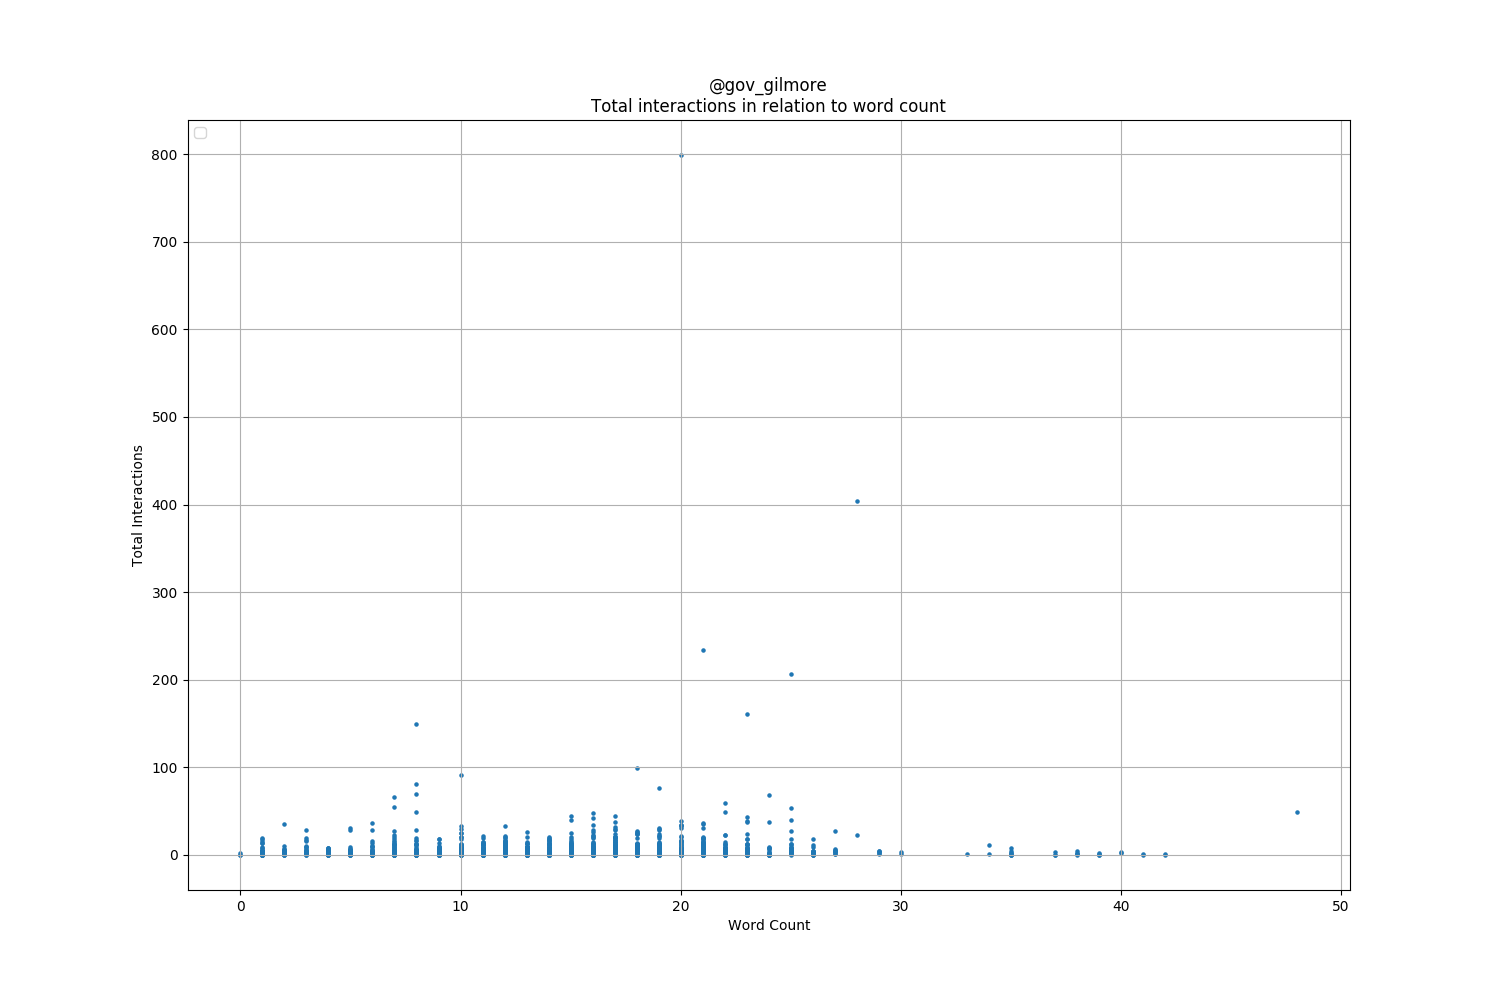 @gov_gilmore
Total interactions in relation to word count
800
700
600
500
400
300
200
100
0
Total Interactions
0 10 20 30 40 50
Word Count